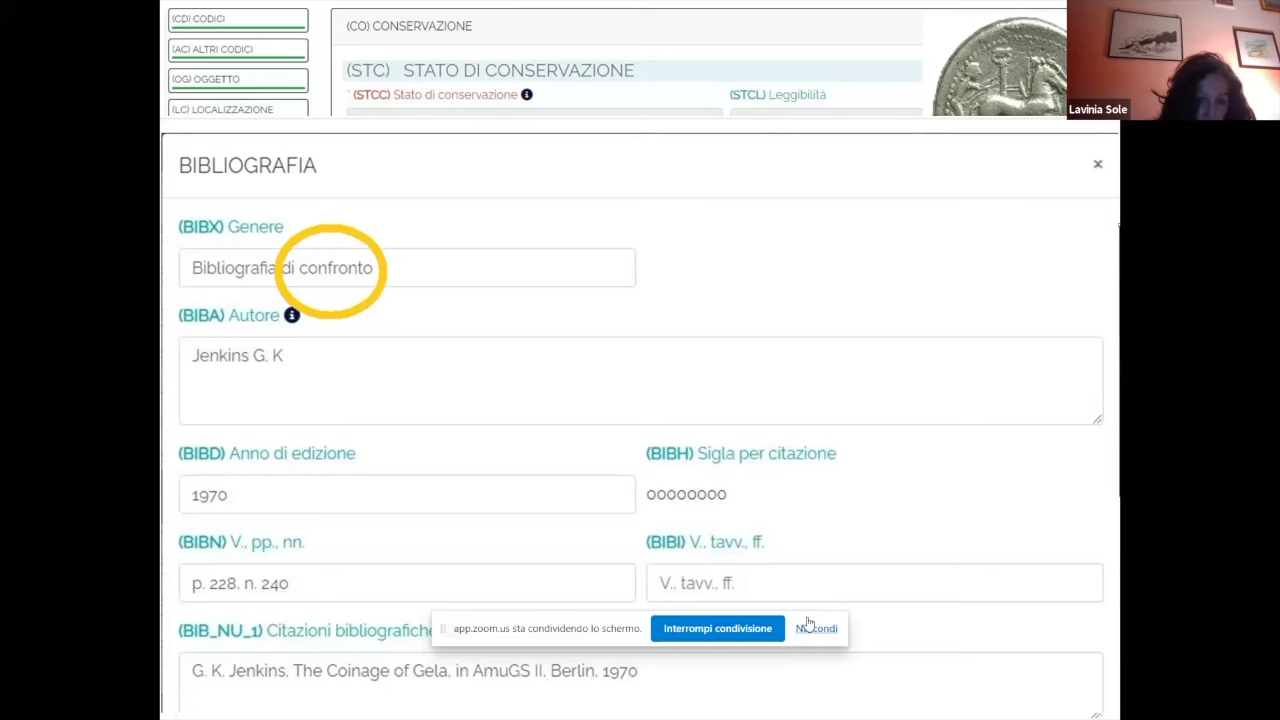 (CD) CODICI
(AC) ALTRI CODICI
(OG) OGGETTO
(LC) LOCALIZZAZIONE
(CO) CONSERVAZIONE
(STC) STATO DI CONSERVAZIONE
* (STCC) Stato di conservazione
(STCL) Leggibilità
Lavinia Sole
BIBLIOGRAFIA
×
(BIBX) Genere
Bibliografia di confronto
(BIBA) Autore
Jenkins G. K
(BIBD) Anno di edizione
(BIBH) Sigla per citazione
1970
00000000
(BIBN) V., pp., nn.
(BIBI) V., tavv., ff.
p. 228, n. 240
V., tavv., ff.
(BIB_NU_1) Citazioni bibliografiche
app.zoom.us sta condividendo lo schermo.
Interrompi condivisione
G. K. Jenkins, The Coinage of Gela, in AmuGS II, Berlin, 1970